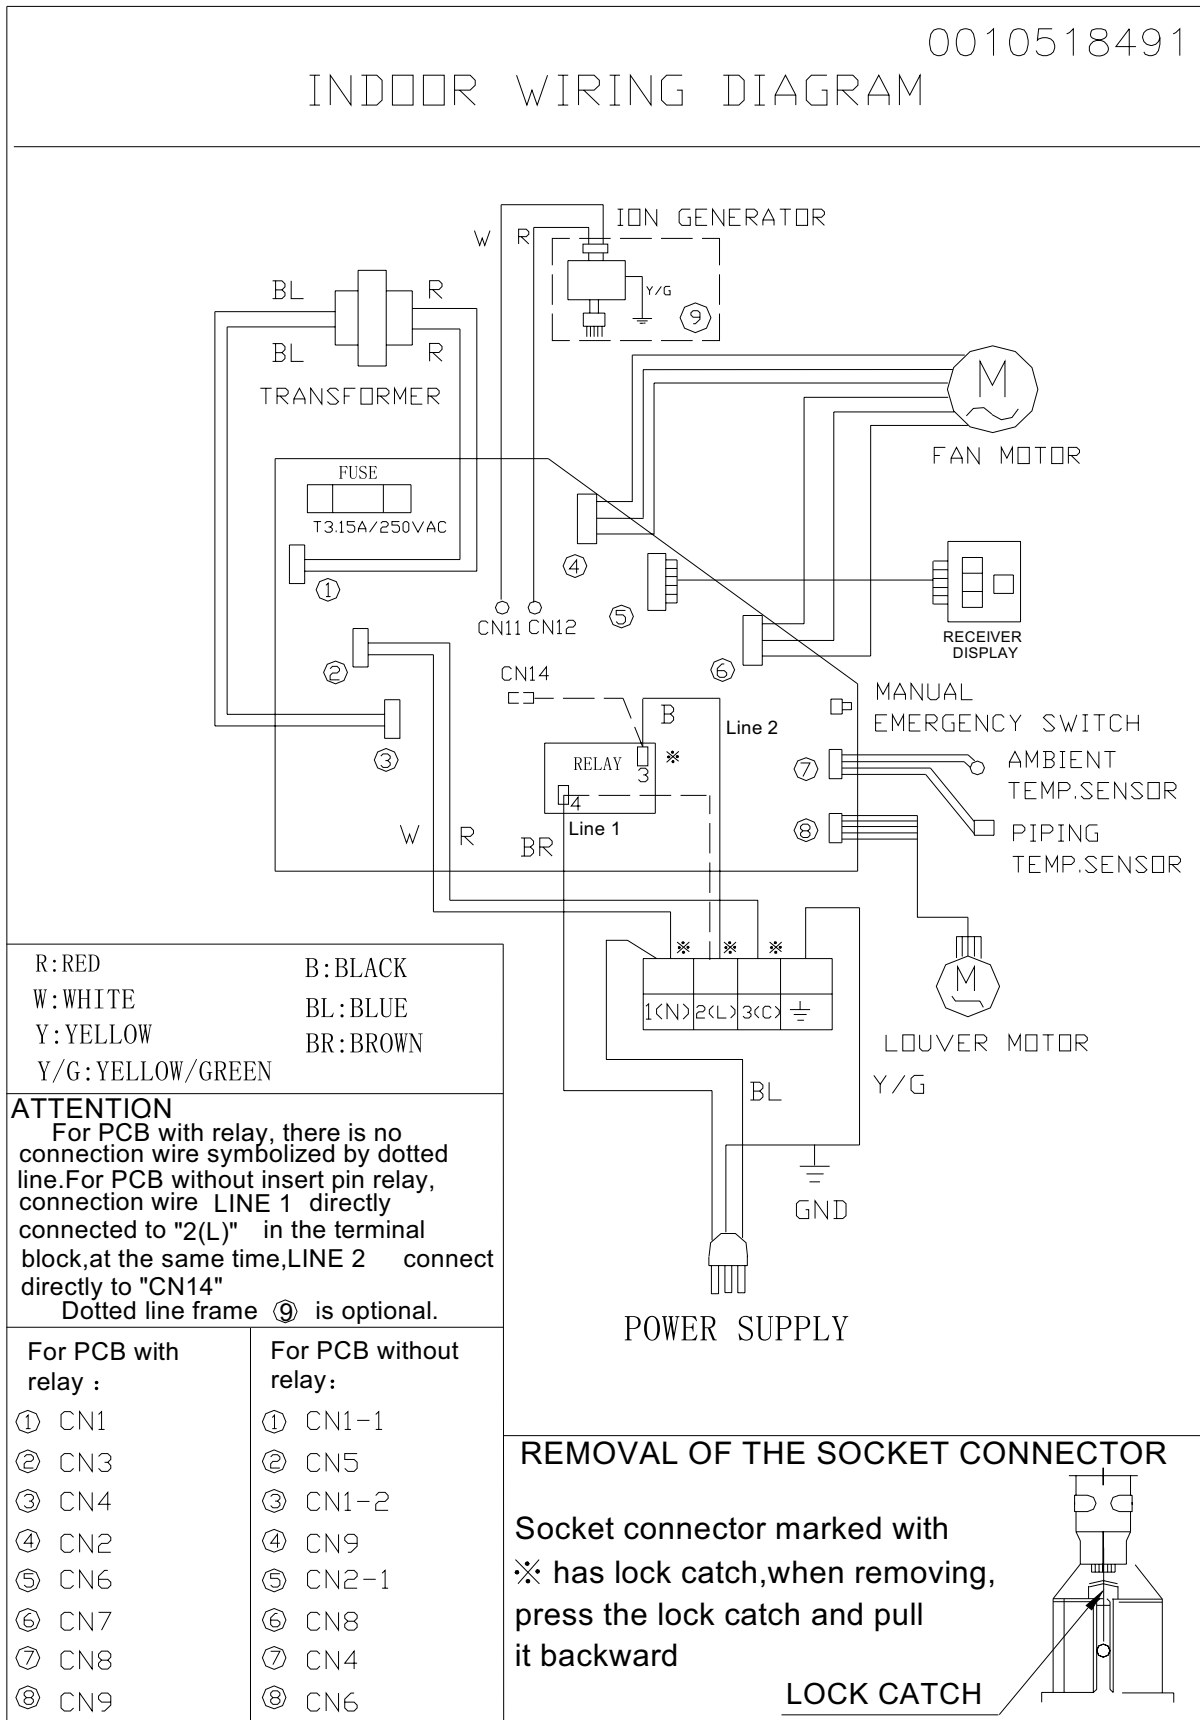 0010518491
INDOOR WIRING DIAGRAM
ION GENERATOR
W R
Y/G
⑨
BL R
BL R
TRANSFORMER
M
FAN MOTOR
FUSE
T3.15A/250VAC
①
④
⑤
CN11 CN12
RECEIVER
DISPLAY
②
⑥
CN14
MANUAL
EMERGENCY SWITCH
B
Line 2
③
RELAY
3
※
4
Line 1
⑦
AMBIENT
TEMP.SENSOR
⑧
PIPING
TEMP.SENSOR
W R
BR
※ ※ ※
1(N) 2(L) 3(C)
M
LOUVER MOTOR
BL
Y/G
GND
POWER SUPPLY
R:RED
B:BLACK
W:WHITE
BL:BLUE
Y:YELLOW
BR:BROWN
Y/G:YELLOW/GREEN
ATTENTION
For PCB with relay, there is no
connection wire symbolized by dotted
line.For PCB without insert pin relay,
connection wire LINE 1 directly
connected to "2(L)" in the terminal
block,at the same time,LINE 2 connect
directly to "CN14"
Dotted line frame ⑨ is optional.
For PCB with
relay :
① CN1
② CN3
③ CN4
④ CN2
⑤ CN6
⑥ CN7
⑦ CN8
⑧ CN9
For PCB without
relay:
① CN1-1
② CN5
③ CN1-2
④ CN9
⑤ CN2-1
⑥ CN8
⑦ CN4
⑧ CN6
REMOVAL OF THE SOCKET CONNECTOR
Socket connector marked with
※ has lock catch,when removing,
press the lock catch and pull
it backward
LOCK CATCH